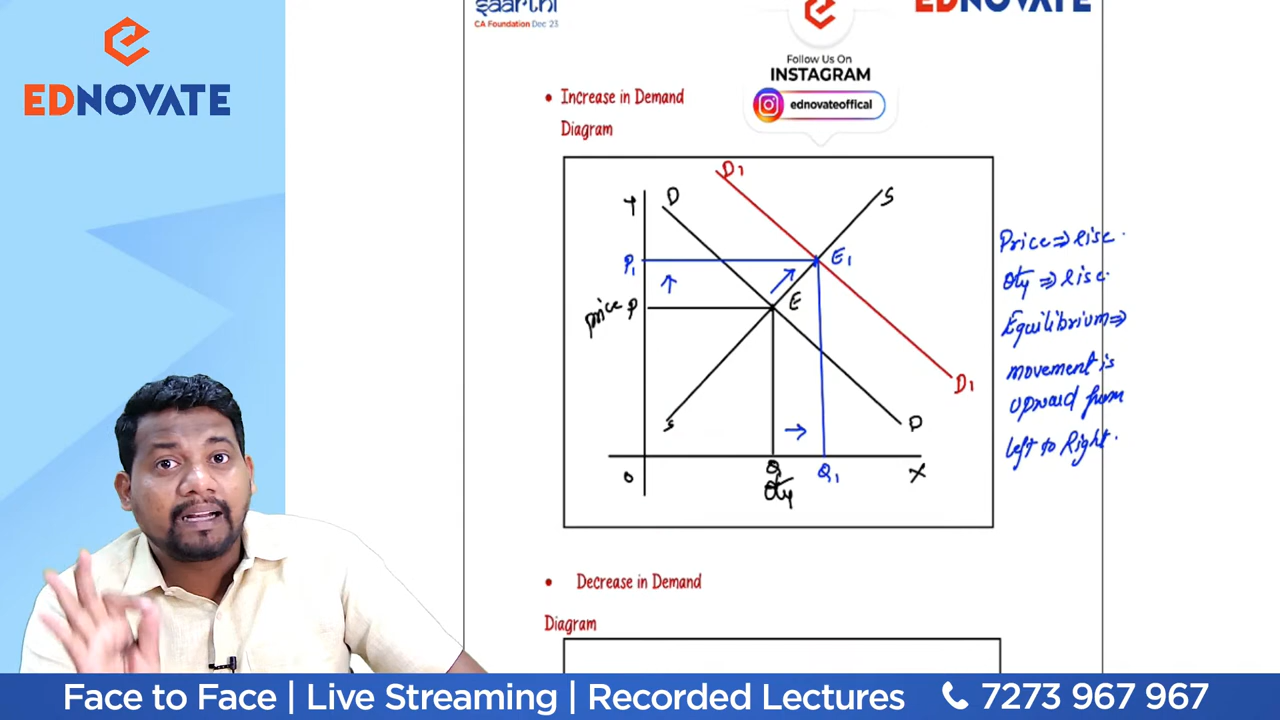 saarthi
CA Foundation Dec 23
EDNOVATE
EDNOVATE
Follow Us On
INSTAGRAM
ednovateoffical
• Increase in Demand
Diagram
D1
D
S
Y
P1
E1
price P
E
S
D
D1
O
Q
Qty
Q1
X
Price ⇒ rise.
Qty ⇒ rise.
Equilibrium ⇒
movement is
upward from
left to Right.
• Decrease in Demand
Diagram
Face to Face | Live Streaming | Recorded Lectures 7273 967 967